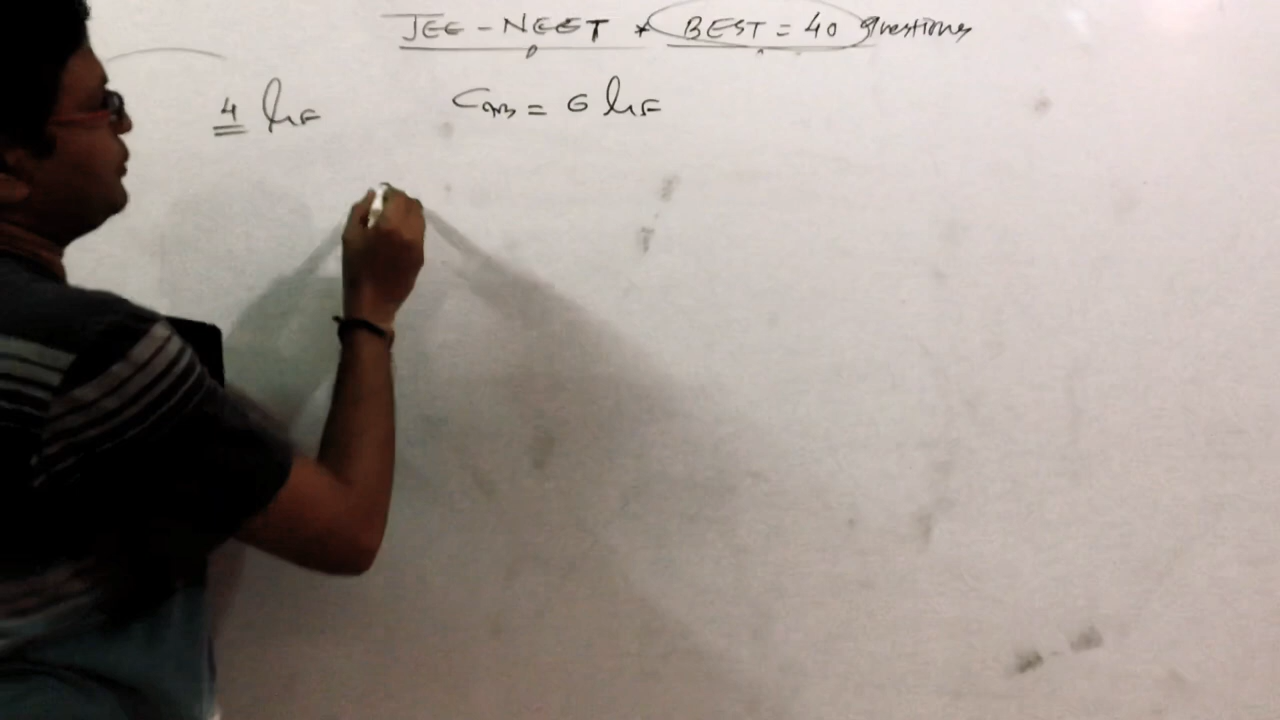 JEE - NEET * BEST = 40 Questions
4 μF C_AB = 6 μF